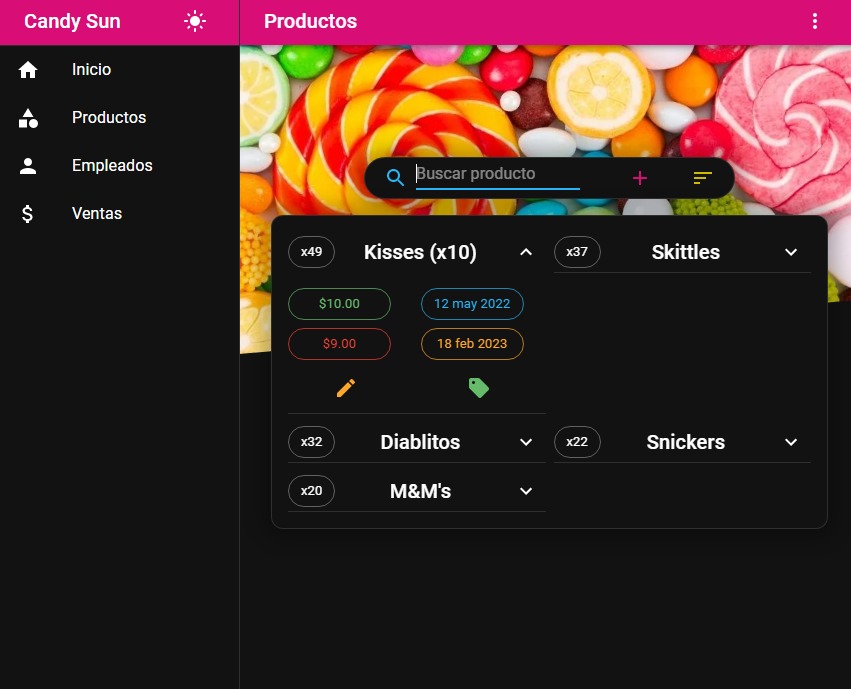 Candy Sun
Productos
Inicio
Productos
Empleados
Ventas
Buscar producto
x49 Kisses (x10)
x37 Skittles
$10.00 12 may 2022
$9.00 18 feb 2023
x32 Diablitos
x22 Snickers
x20 M&M's